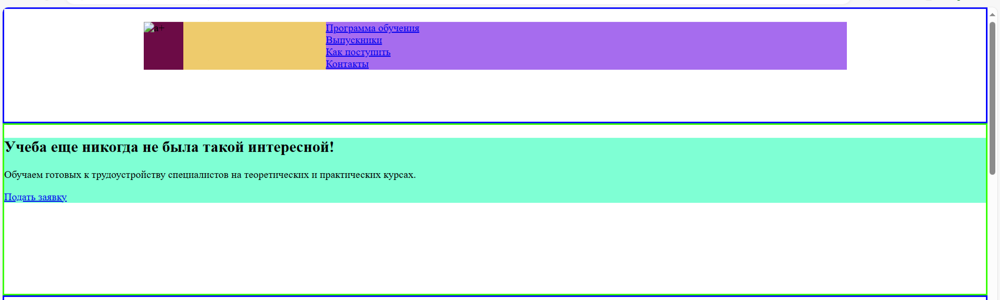 a+
Программа обучения
Выпускники
Как поступить
Контакты
Учеба еще никогда не была такой интересной!
Обучаем готовых к трудоустройству специалистов на теоретических и практических курсах.
Подать заявку